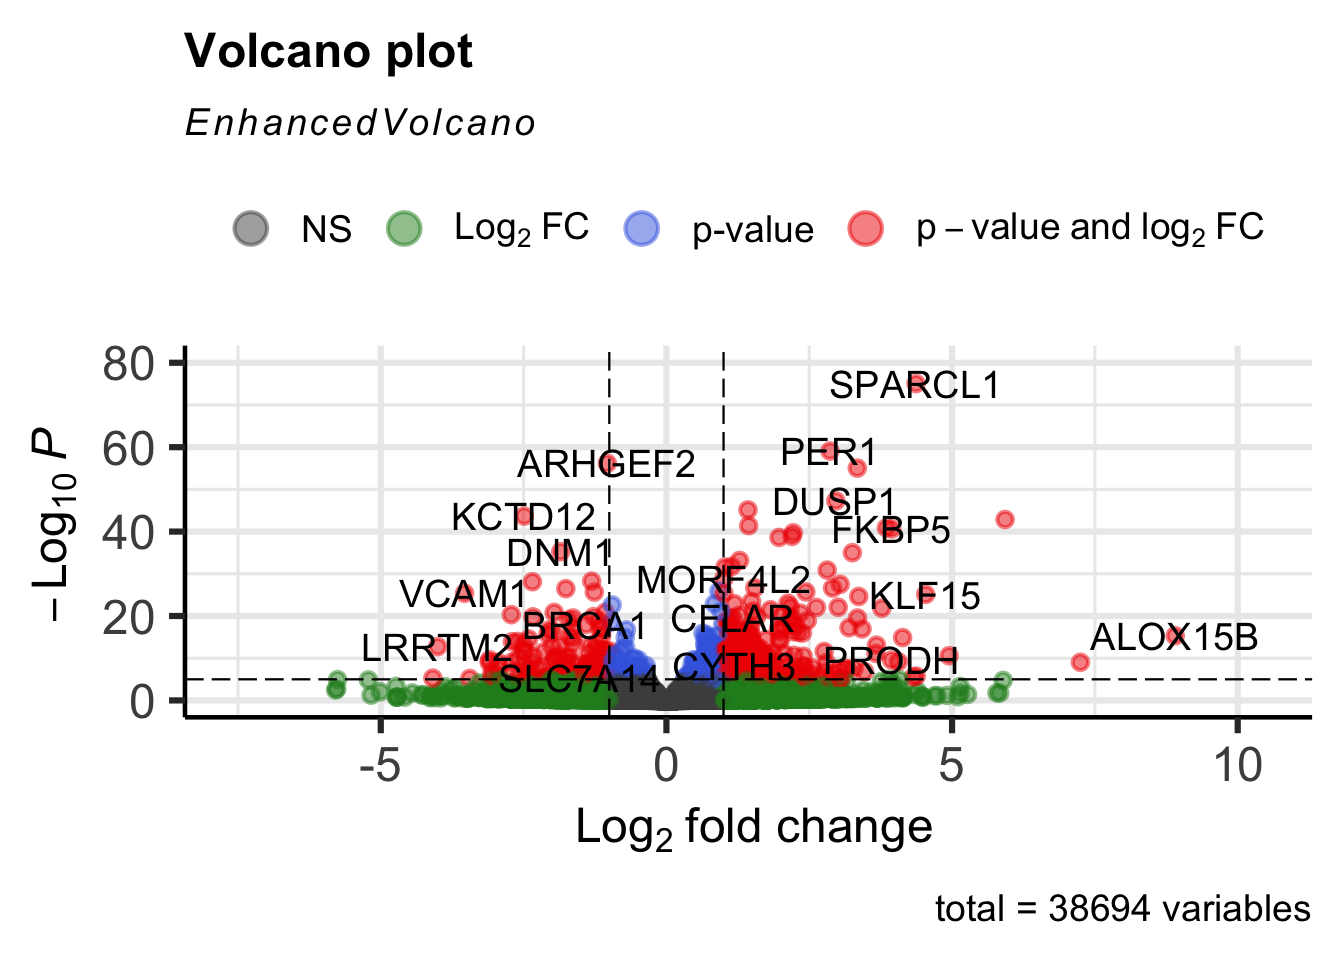 Volcano plot
EnhancedVolcano
NS Log₂ FC p-value p – value and log₂ FC
80
60
40
20
0
–Log₁₀ P
SPARCL1
PER1
ARHGEF2
DUSP1
KCTD12
FKBP5
DNM1
MORF4L2
VCAM1
KLF15
CFLAR
BRCA1
ALOX15B
LRRTM2
PRODH
CYTH3
SLC7A14
-5 0 5 10
Log₂ fold change
total = 38694 variables